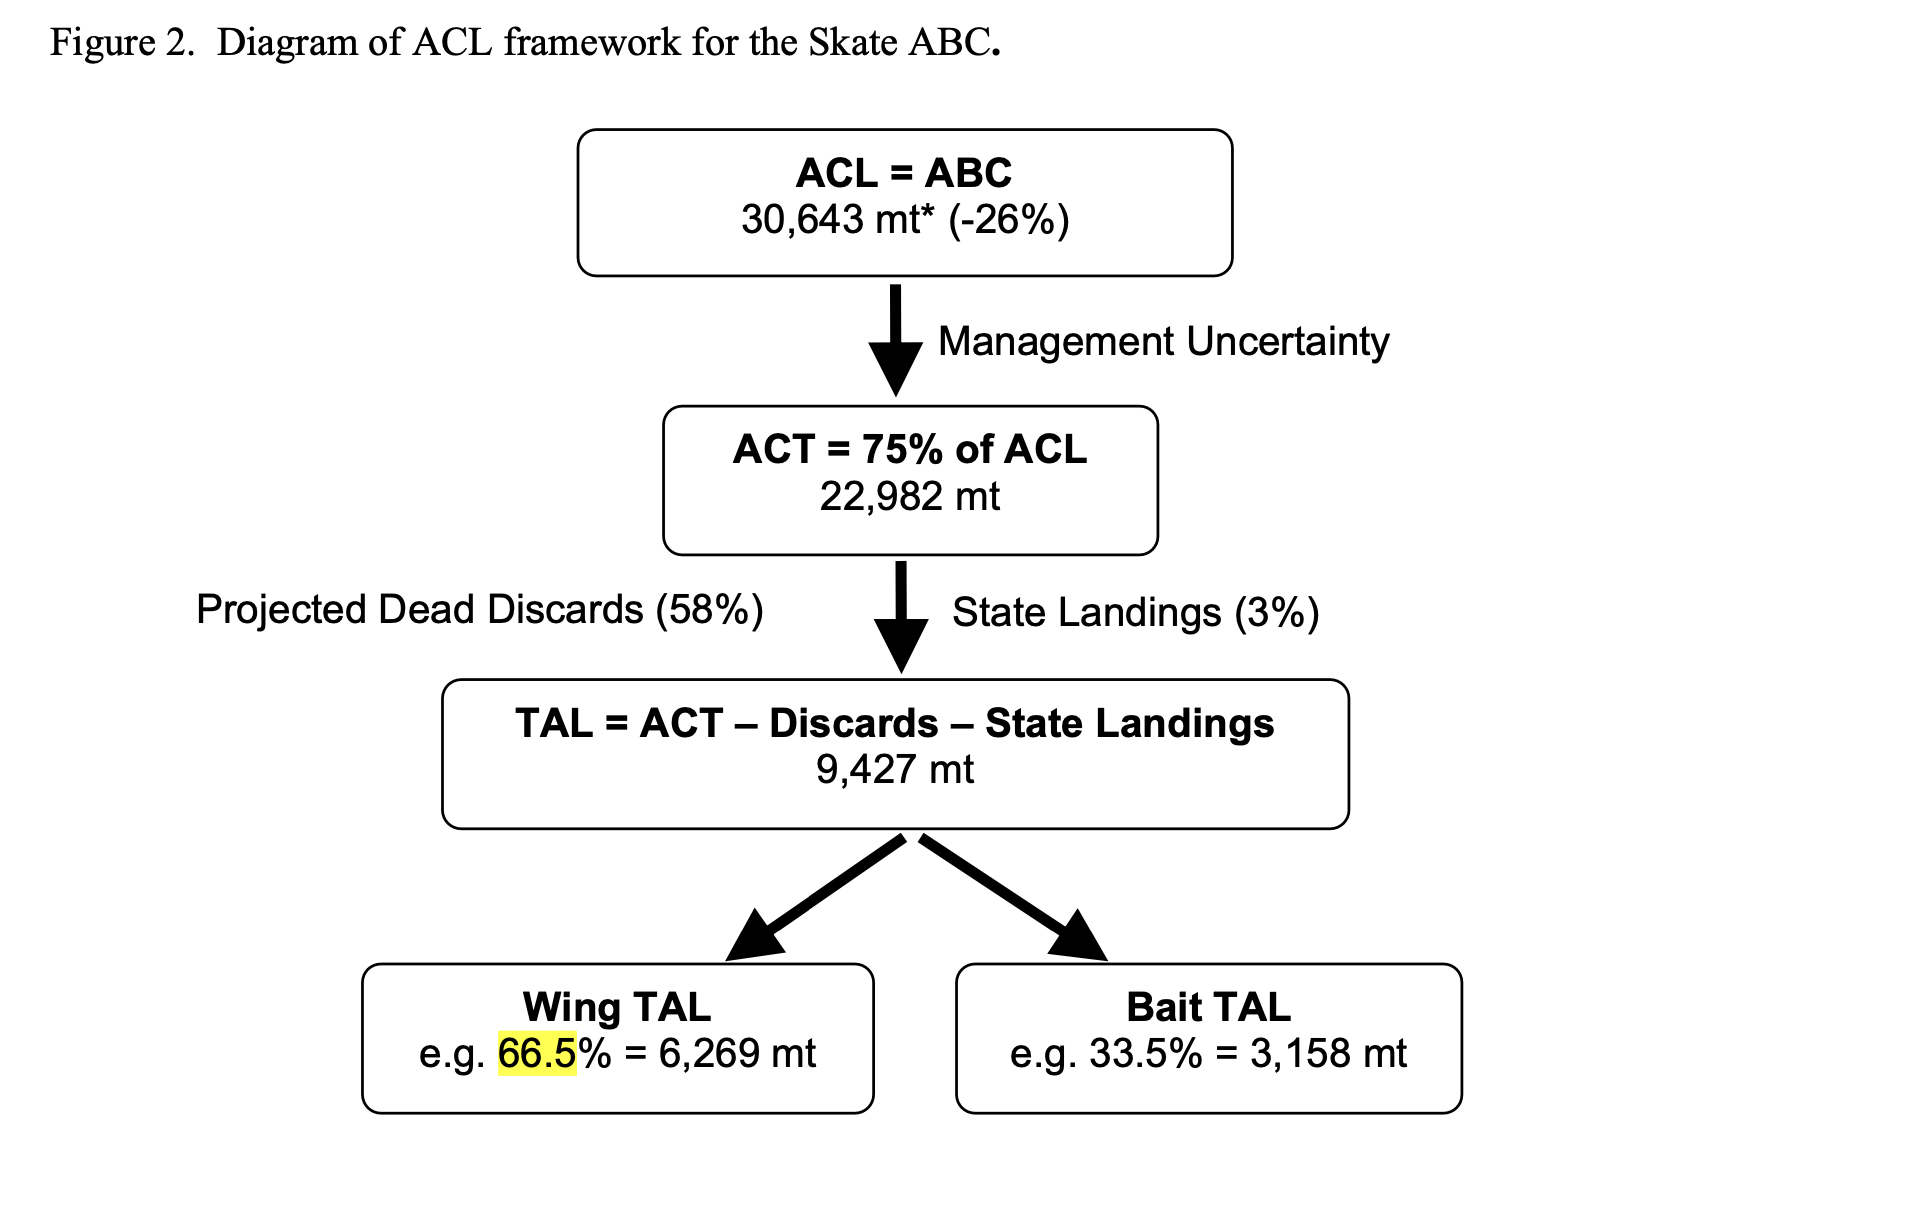 Figure 2.  Diagram of ACL framework for the Skate ABC.
ACL = ABC
30,643 mt* (-26%)
Management Uncertainty
ACT = 75% of ACL
22,982 mt
Projected Dead Discards (58%)
State Landings (3%)
TAL = ACT – Discards – State Landings
9,427 mt
Wing TAL
e.g. 66.5% = 6,269 mt
Bait TAL
e.g. 33.5% = 3,158 mt